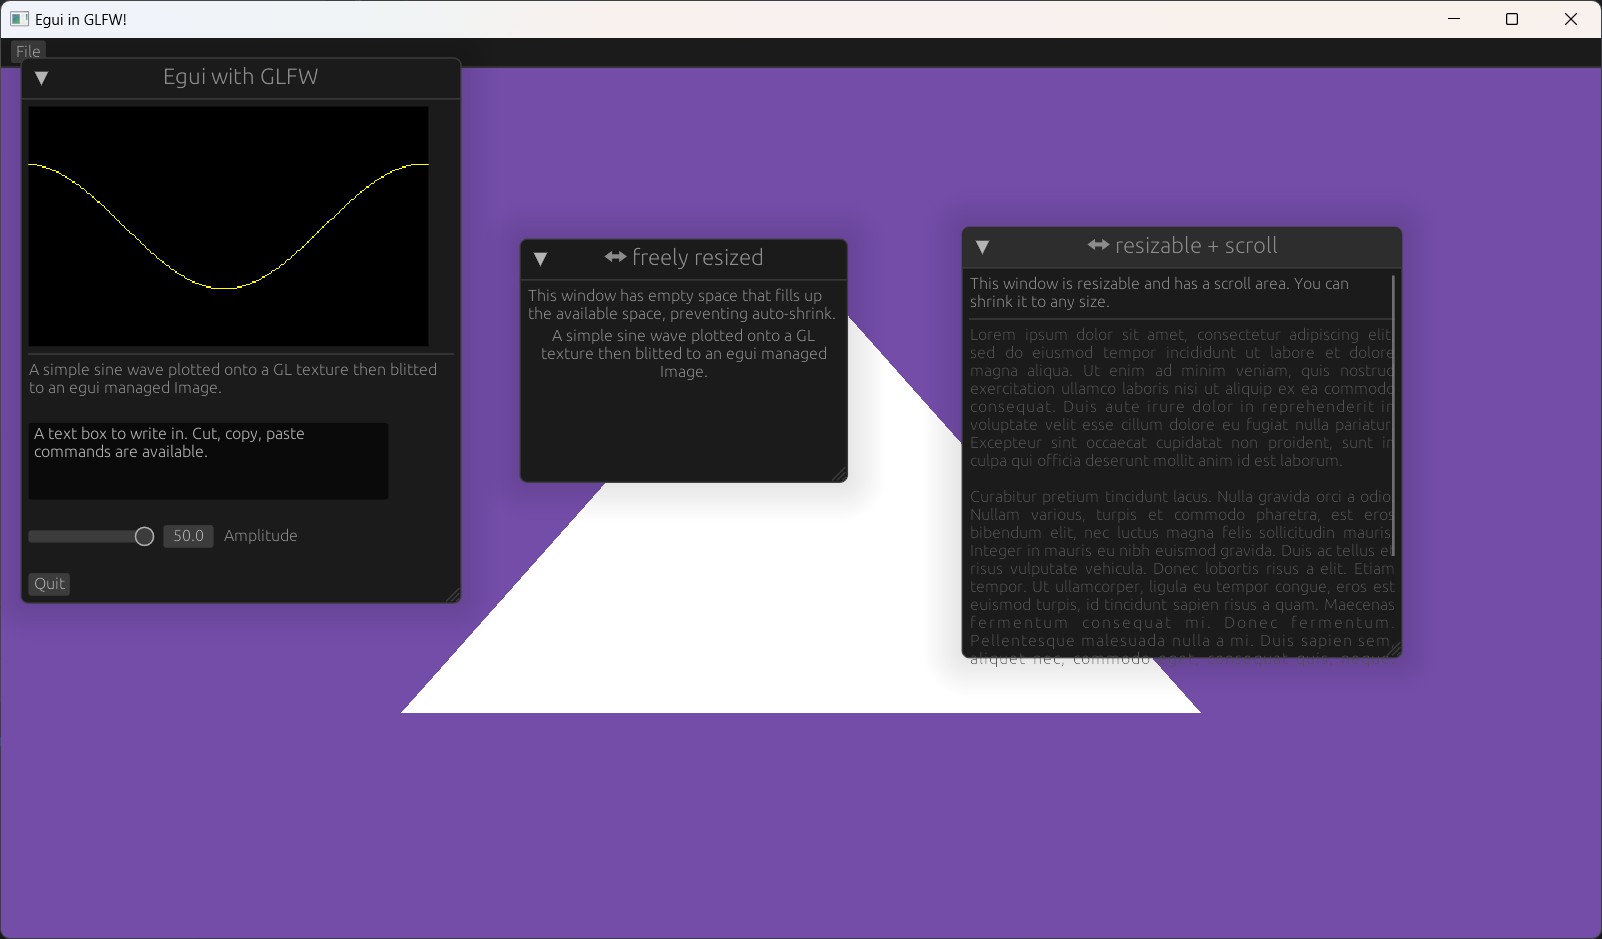 Egui in GLFW!
File
Egui with GLFW
A simple sine wave plotted onto a GL texture then blitted
to an egui managed Image.
A text box to write in. Cut, copy, paste
commands are available.
50.0 Amplitude
Quit
freely resized
This window has empty space that fills up
the available space, preventing auto-shrink.
A simple sine wave plotted onto a GL
texture then blitted to an egui managed
Image.
resizable + scroll
This window is resizable and has a scroll area. You can
shrink it to any size.
Lorem ipsum dolor sit amet, consectetur adipiscing elit
sed do eiusmod tempor incididunt ut labore et dolore
magna aliqua. Ut enim ad minim veniam, quis nostrud
exercitation ullamco laboris nisi ut aliquip ex ea commodo
consequat. Duis aute irure dolor in reprehenderit in
voluptate velit esse cillum dolore eu fugiat nulla pariatur
Excepteur sint occaecat cupidatat non proident, sunt in
culpa qui officia deserunt mollit anim id est laborum.
Curabitur pretium tincidunt lacus. Nulla gravida orci a odio
Nullam various, turpis et commodo pharetra, est eros
bibendum elit, nec luctus magna felis sollicitudin mauris
Integer in mauris eu nibh euismod gravida. Duis ac tellus et
risus vulputate vehicula. Donec lobortis risus a elit. Etiam
tempor. Ut ullamcorper, ligula eu tempor congue, eros est
euismod turpis, id tincidunt sapien risus a quam. Maecenas
fermentum consequat mi. Donec fermentum.
Pellentesque malesuada nulla a mi. Duis sapien sem,
aliquet nec, commodo eget, consequat quis, neque.